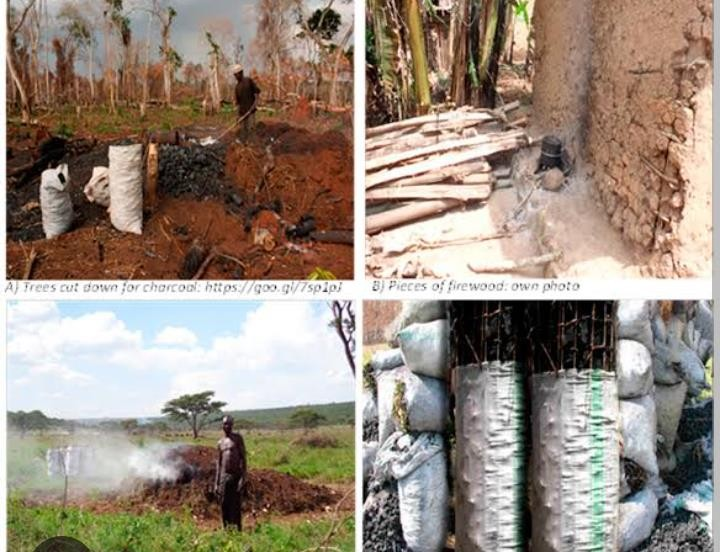 A) Trees cut down for charcoal: https://goo.gl/7sp1pJ
B) Pieces of firewood: own photo